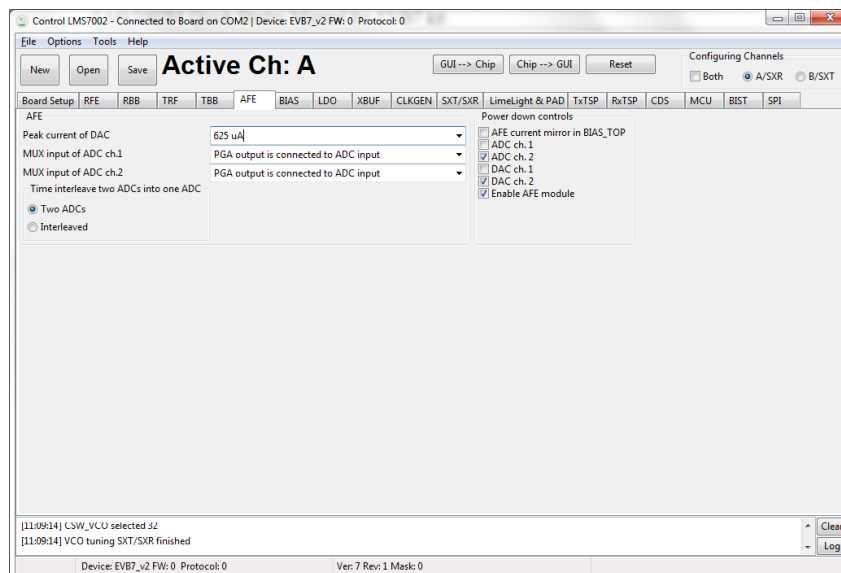 Control LMS7002 - Connected to Board on COM2 | Device: EVB7_v2 FW: 0 Protocol: 0
File Options Tools Help
New Open Save Active Ch: A GUI --> Chip Chip --> GUI Reset
Configuring Channels
Both A/SXR B/SXT
Board Setup RFE RBB TRF TBB AFE BIAS LDO XBUF CLKGEN SXT/SXR LimeLight & PAD TxTSP RxTSP CDS MCU BIST SPI
AFE
Peak current of DAC 625 uA
MUX input of ADC ch.1 PGA output is connected to ADC input
MUX input of ADC ch.2 PGA output is connected to ADC input
Time interleave two ADCs into one ADC
Two ADCs
Interleaved
Power down controls
AFE current mirror in BIAS_TOP
ADC ch. 1
ADC ch. 2
DAC ch. 1
DAC ch. 2
Enable AFE module
[11:09:14] CSW_VCO selected 32
[11:09:14] VCO tuning SXT/SXR finished
Clear
Log
Device: EVB7_v2 FW: 0 Protocol: 0 Ver: 7 Rev: 1 Mask: 0